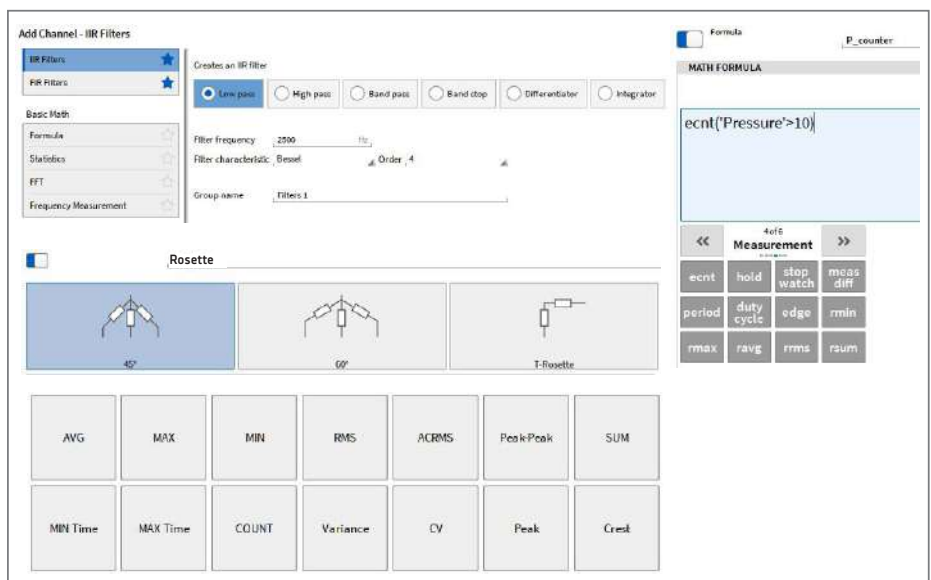 Add Channel - IIR Filters
IIR Filters
FIR Filters
Basic Math
Formula
Statistics
FFT
Frequency Measurement
Creates an IIR filter
Low pass High pass Band pass Band stop Differentiator Integrator
Filter frequency 2500 Hz
Filter characteristic Bessel Order 4
Group name Filters 1
Formula P_counter
MATH FORMULA
ecnt('Pressure'>10)
<< 4of6 >>
Measurement
ecnt hold stop watch meas diff
period duty cycle edge rmin
rmax ravg rrms rsum
Rosette
45° 60° T-Rosette
AVG MAX MIN RMS ACRMS Peak-Peak SUM
MIN Time MAX Time COUNT Variance CV Peak Crest